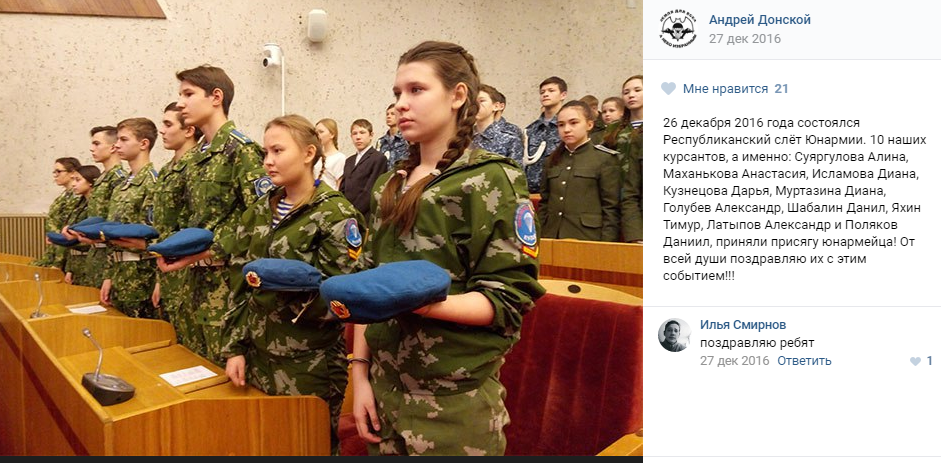 Андрей Донской
27 дек 2016
Мне нравится 21
26 декабря 2016 года состоялся
Республиканский слёт Юнармии. 10 наших
курсантов, а именно: Суяргулова Алина,
Маханькова Анастасия, Исламова Диана,
Кузнецова Дарья, Муртазина Диана,
Голубев Александр, Шабалин Данил, Яхин
Тимур, Латыпов Александр и Поляков
Даниил, приняли присягу юнармейца! От
всей души поздравляю их с этим
событием!!!
Илья Смирнов
поздравляю ребят
27 дек 2016 Ответить 1